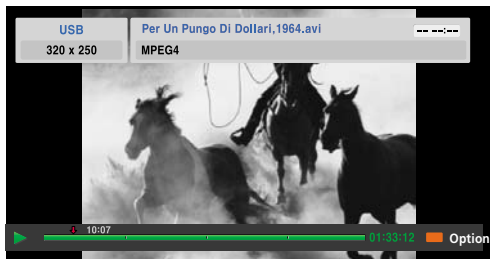 USB
320 x 250
Per Un Pungo Di Dollari,1964.avi
-- --:--
MPEG4
10:07
01:33:12
Option